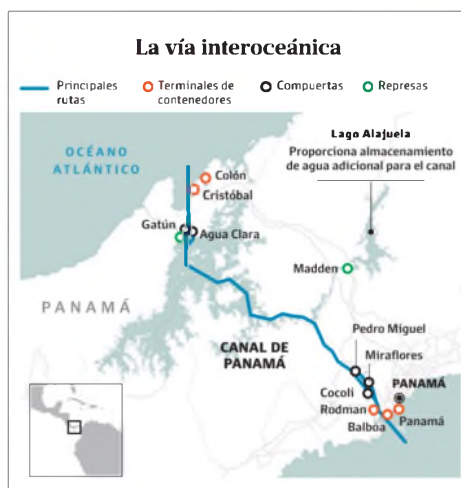 La vía interoceánica
Principales
rutas
Terminales de
contenedores
Compuertas
Represas
OCÉANO
ATLÁNTICO
Lago Alajuela
Proporciona almacenamiento
de agua adicional para el canal
Colón
Cristóbal
Gatún
Agua Clara
Madden
PANAMÁ
CANAL DE
PANAMÁ
Pedro Miguel
Miraflores
Cocolí
PANAMÁ
Rodman
Balboa
Panamá